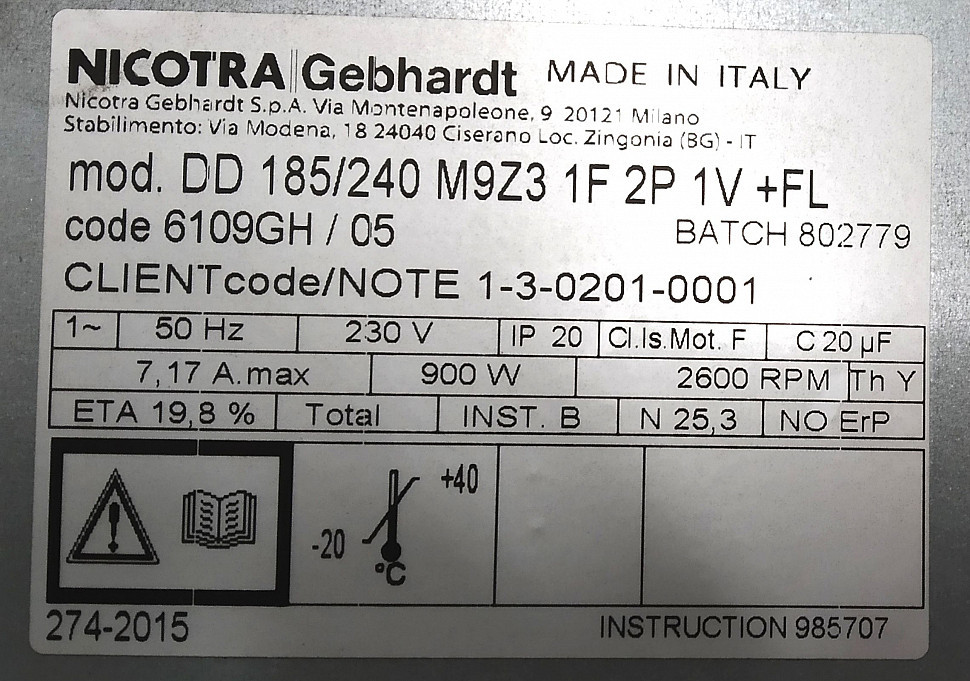 NICOTRA Gebhardt MADE IN ITALY
Nicotra Gebhardt S.p.A. Via Montenapoleone, 9 20121 Milano
Stabilimento: Via Modena, 18 24040 Ciserano Loc. Zingonia (BG) - IT
mod. DD 185/240 M9Z3 1F 2P 1V +FL
code 6109GH / 05 BATCH 802779
CLIENTcode/NOTE 1-3-0201-0001
1~ 50 Hz 230 V IP 20 Cl.Is.Mot. F C 20 µF
7,17 A.max 900 W 2600 RPM Th Y
ETA 19,8 % Total INST. B N 25,3 NO ErP
+40
-20
°C
274-2015 INSTRUCTION 985707